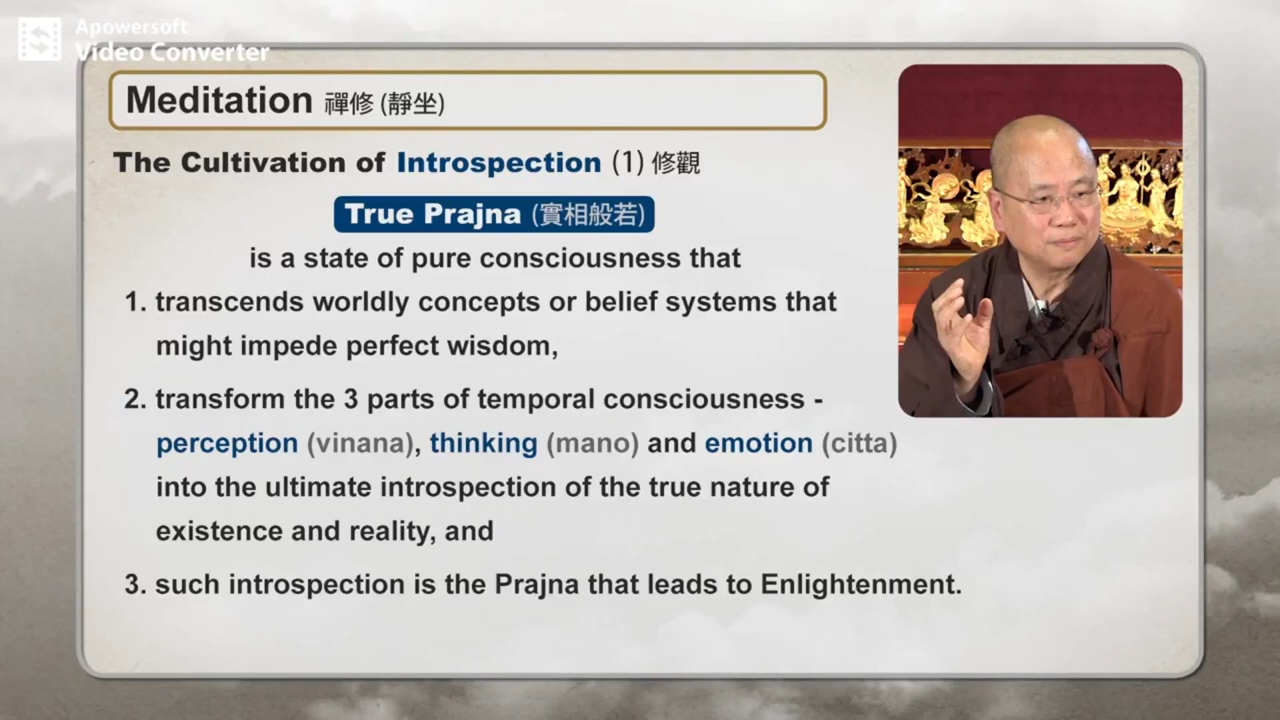 Apowersoft
Video Converter
Meditation 禪修 (靜坐)
The Cultivation of Introspection (1) 修觀
True Prajna (實相般若)
is a state of pure consciousness that
1. transcends worldly concepts or belief systems that
might impede perfect wisdom,
2. transform the 3 parts of temporal consciousness -
perception (vinana), thinking (mano) and emotion (citta)
into the ultimate introspection of the true nature of
existence and reality, and
3. such introspection is the Prajna that leads to Enlightenment.